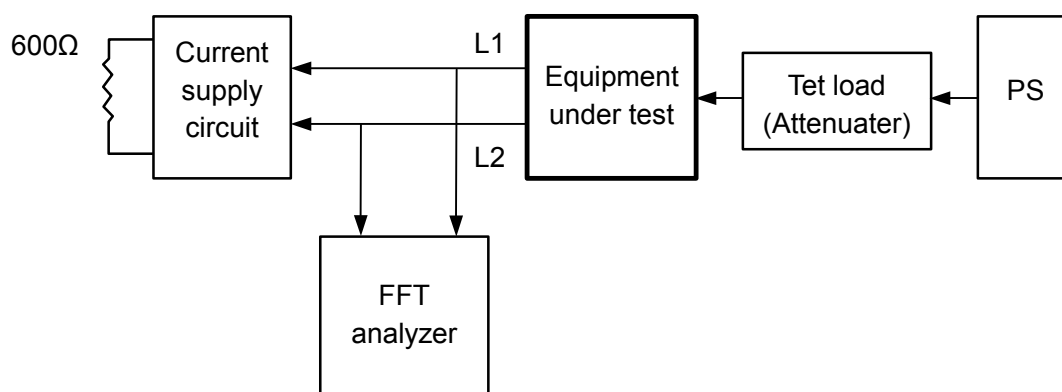 600Ω
Current
supply
circuit
L1
L2
Equipment
under test
Tet load
(Attenuater)
PS
FFT
analyzer